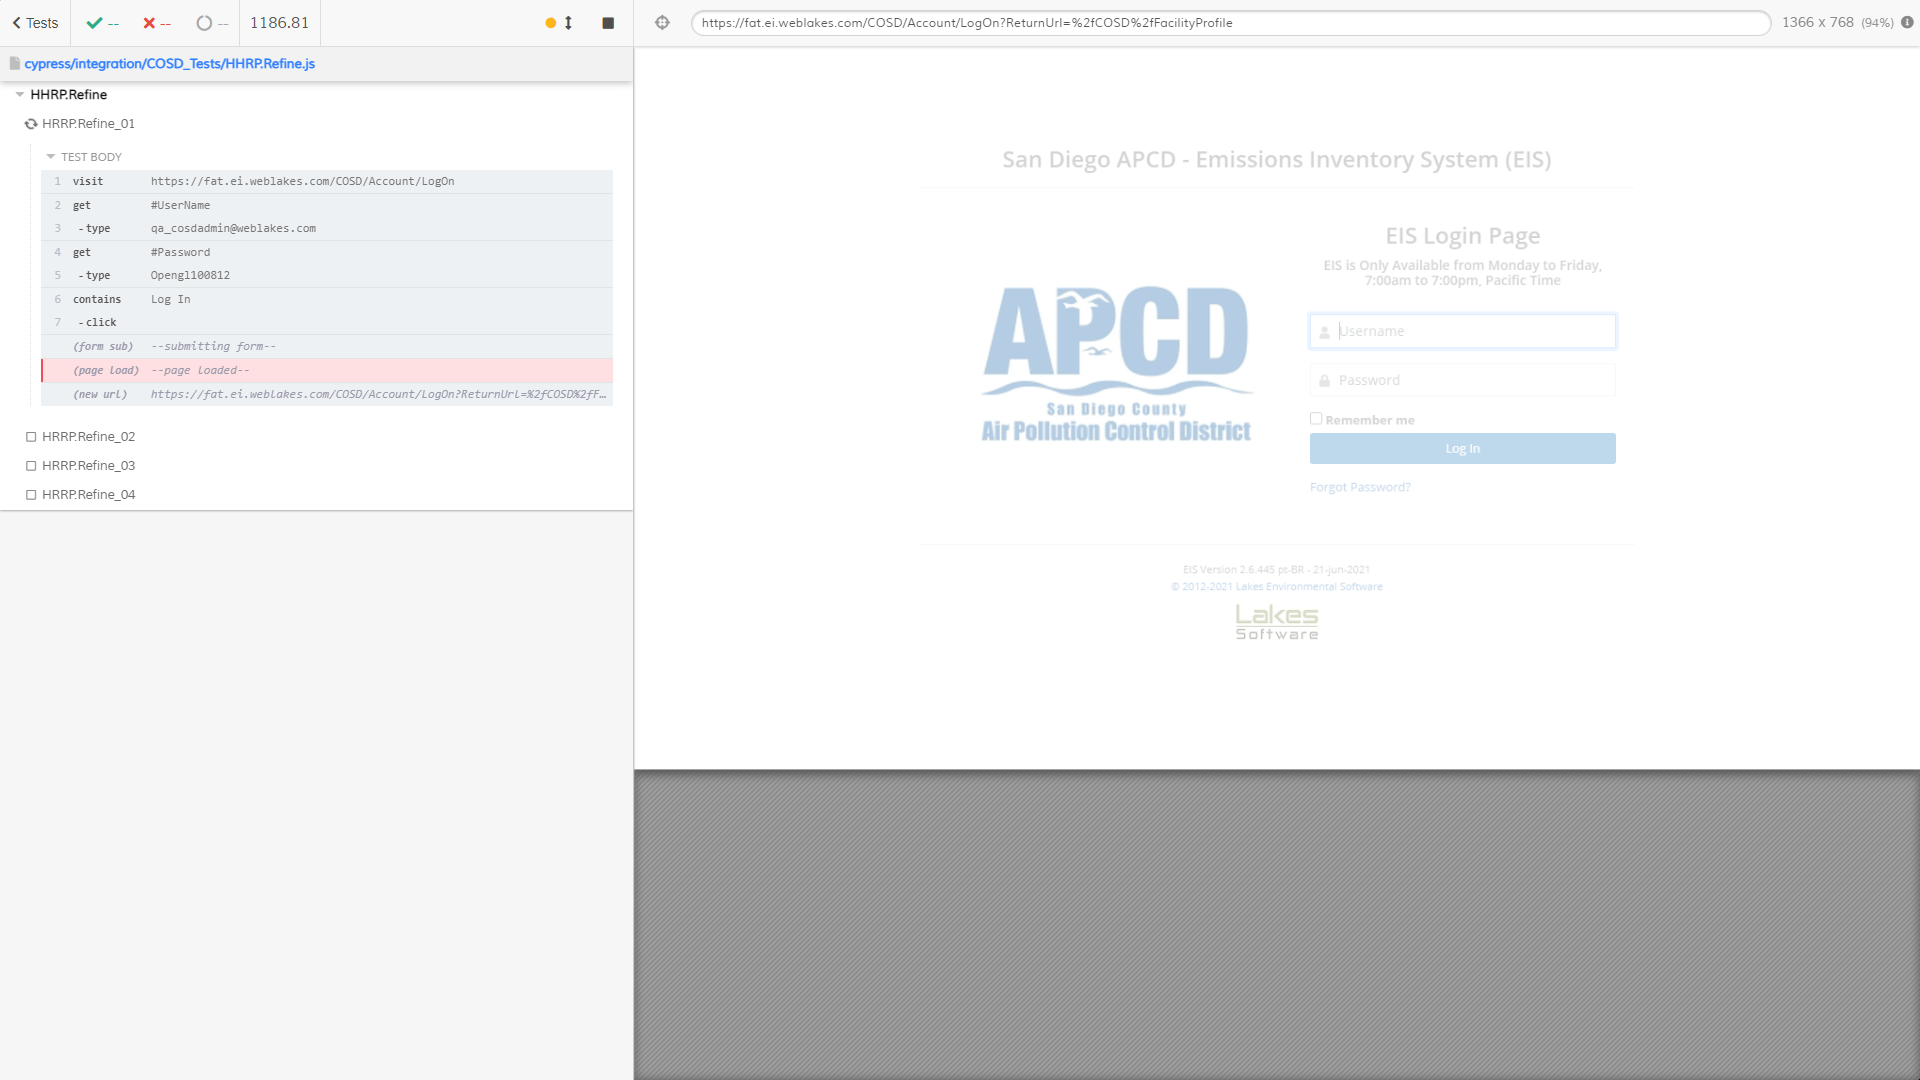 Tests
--
--
--
1186.81
https://fat.ei.weblakes.com/COSD/Account/LogOn?ReturnUrl=%2fCOSD%2fFacilityProfile
1366 x 768 (94%)
cypress/integration/COSD_Tests/HHRP.Refine.js
HHRP.Refine
HRRP.Refine_01
TEST BODY
1 visit https://fat.ei.weblakes.com/COSD/Account/LogOn
2 get #UserName
3 -type qa_cosdadmin@weblakes.com
4 get #Password
5 -type Opengl100812
6 contains Log In
7 -click
(form sub) --submitting form--
(page load) --page loaded--
(new url) https://fat.ei.weblakes.com/COSD/Account/LogOn?ReturnUrl=%2fCOSD%2fF…
HRRP.Refine_02
HRRP.Refine_03
HRRP.Refine_04
San Diego APCD - Emissions Inventory System (EIS)
APCD
San Diego County
Air Pollution Control District
EIS Login Page
EIS is Only Available from Monday to Friday,
7:00am to 7:00pm, Pacific Time
Username
Password
Remember me
Log In
Forgot Password?
EIS Version 2.6.445 pt-BR - 21-jun-2021
© 2012-2021 Lakes Environmental Software
Lakes
Software